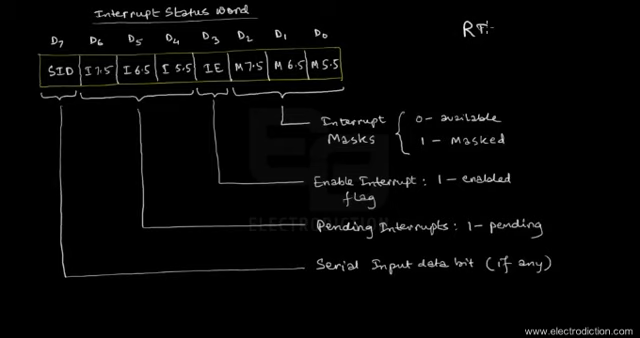 Interrupt Status Word
D7 D6 D5 D4 D3 D2 D1 D0
SID I7.5 I6.5 I5.5 IE M7.5 M6.5 M5.5
Interrupt Masks
0 - available
1 - Masked
Enable Interrupt : 1 - enabled
flag
Pending Interrupts : 1 - pending
Serial Input data bit (if any)
ELECTRODICTION
www.electrodiction.com